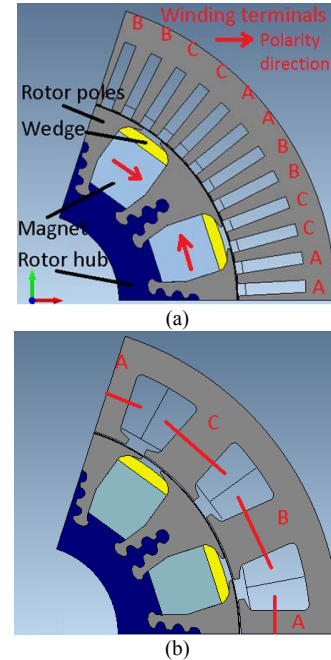 Winding terminals
Polarity
direction
B
B
C
C
A
A
B
B
C
C
A
A
Rotor poles
Wedge
Magnet
Rotor hub
(a)
A
C
B
A
(b)